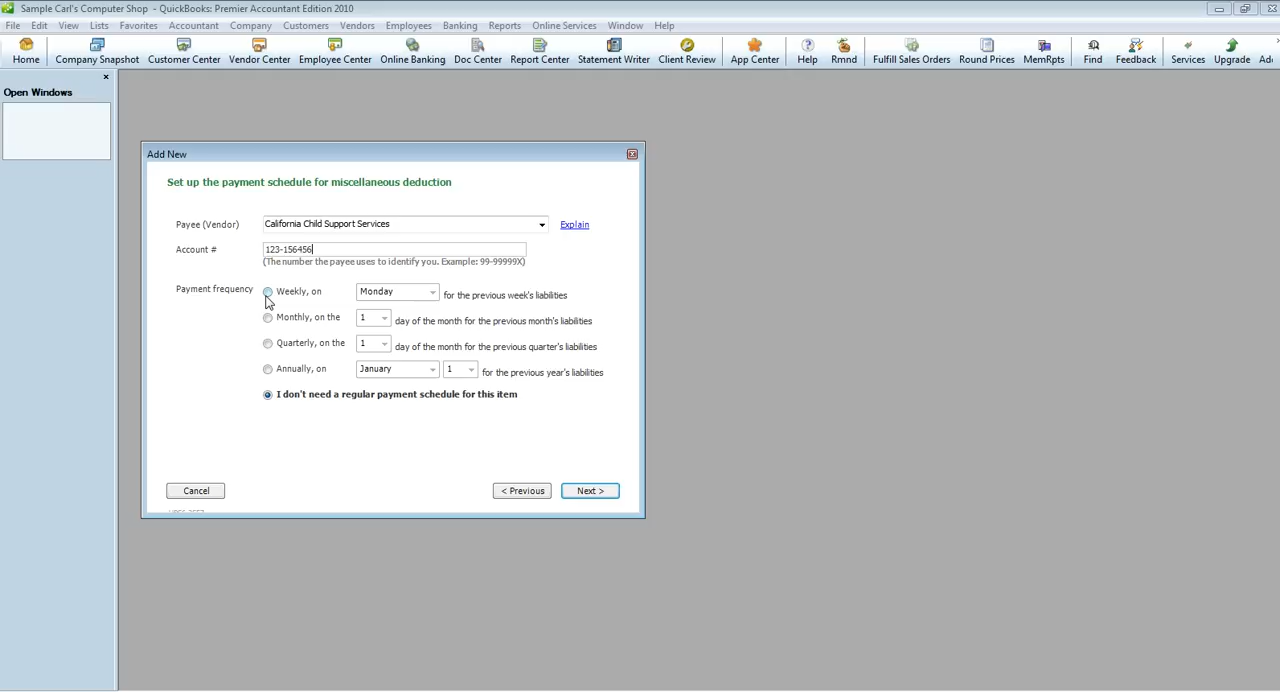 Sample Carl's Computer Shop - QuickBooks: Premier Accountant Edition 2010
File Edit View Lists Favorites Accountant Company Customers Vendors Employees Banking Reports Online Services Window Help
Home Company Snapshot Customer Center Vendor Center Employee Center Online Banking Doc Center Report Center Statement Writer Client Review App Center Help Rmnd Fulfill Sales Orders Round Prices MemRpts Find Feedback Services Upgrade
Open Windows
Add New
Set up the payment schedule for miscellaneous deduction
Payee (Vendor) California Child Support Services Explain
Account # 123-156456
(The number the payee uses to identify you. Example: 99-99999X)
Payment frequency Weekly, on Monday for the previous week's liabilities
Monthly, on the 1 day of the month for the previous month's liabilities
Quarterly, on the 1 day of the month for the previous quarter's liabilities
Annually, on January 1 for the previous year's liabilities
I don't need a regular payment schedule for this item
Cancel < Previous Next >